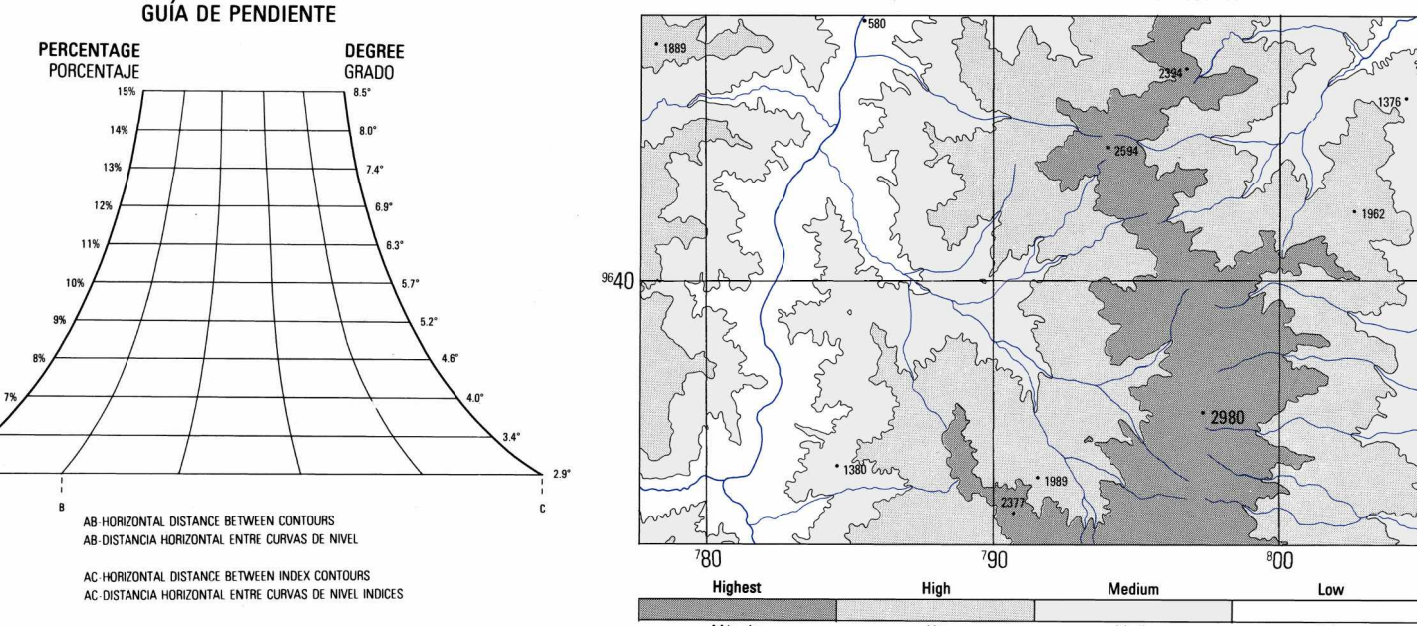 GUÍA DE PENDIENTE
PERCENTAGE
PORCENTAJE
DEGREE
GRADO
15%
8.5°
14%
8.0°
13%
7.4°
12%
6.9°
11%
6.3°
10%
5.7°
9%
5.2°
8%
4.6°
7%
4.0°
3.4°
2.9°
B
C
AB-HORIZONTAL DISTANCE BETWEEN CONTOURS
AB-DISTANCIA HORIZONTAL ENTRE CURVAS DE NIVEL
AC-HORIZONTAL DISTANCE BETWEEN INDEX CONTOURS
AC-DISTANCIA HORIZONTAL ENTRE CURVAS DE NIVEL INDICES
580
1889
2394
1376
2594
1962
9640
2980
1380
1989
2377
780
790
800
Highest
High
Medium
Low